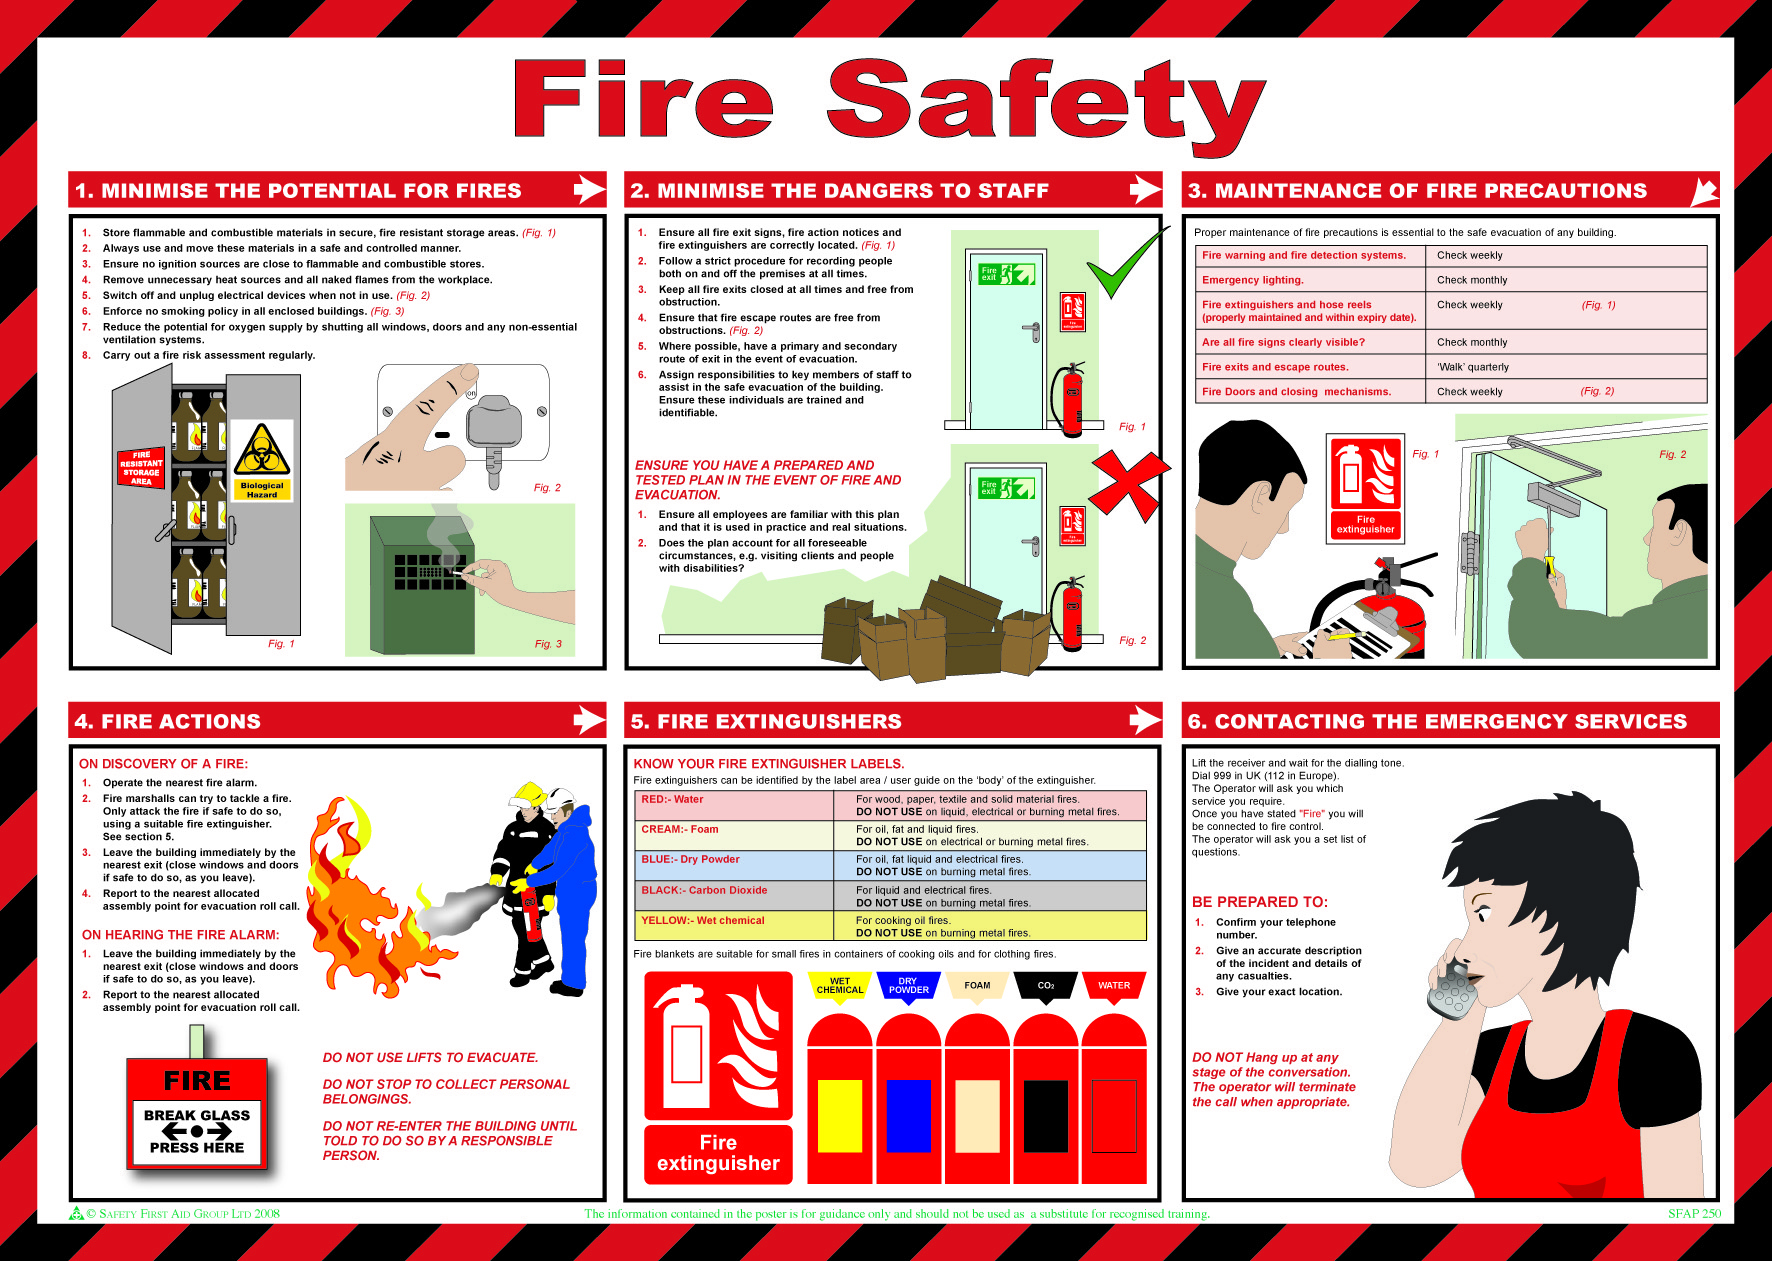 Fire Safety
1. MINIMISE THE POTENTIAL FOR FIRES
1. Store flammable and combustible materials in secure, fire resistant storage areas. (Fig. 1)
2. Always use and move these materials in a safe and controlled manner.
3. Ensure no ignition sources are close to flammable and combustible stores.
4. Remove unnecessary heat sources and all naked flames from the workplace.
5. Switch off and unplug electrical devices when not in use. (Fig. 2)
6. Enforce no smoking policy in all enclosed buildings. (Fig. 3)
7. Reduce the potential for oxygen supply by shutting all windows, doors and any non-essential
ventilation systems.
8. Carry out a fire risk assessment regularly.
FIRE
RESISTANT
STORAGE
AREA
Biological
Hazard
Fig. 1
on
Fig. 2
Fig. 3
2. MINIMISE THE DANGERS TO STAFF
1. Ensure all fire exit signs, fire action notices and
fire extinguishers are correctly located. (Fig. 1)
2. Follow a strict procedure for recording people
both on and off the premises at all times.
3. Keep all fire exits closed at all times and free from
obstruction.
4. Ensure that fire escape routes are free from
obstructions. (Fig. 2)
5. Where possible, have a primary and secondary
route of exit in the event of evacuation.
6. Assign responsibilities to key members of staff to
assist in the safe evacuation of the building.
Ensure these individuals are trained and
identifiable.
ENSURE YOU HAVE A PREPARED AND
TESTED PLAN IN THE EVENT OF FIRE AND
EVACUATION.
1. Ensure all employees are familiar with this plan
and that it is used in practice and real situations.
2. Does the plan account for all foreseeable
circumstances, e.g. visiting clients and people
with disabilities?
Fire
exit
Fire
extinguisher
Fig. 1
Fire
exit
Fire
extinguisher
Fig. 2
3. MAINTENANCE OF FIRE PRECAUTIONS
Proper maintenance of fire precautions is essential to the safe evacuation of any building.
Fire warning and fire detection systems. Check weekly
Emergency lighting. Check monthly
Fire extinguishers and hose reels Check weekly (Fig. 1)
(properly maintained and within expiry date).
Are all fire signs clearly visible? Check monthly
Fire exits and escape routes. ‘Walk’ quarterly
Fire Doors and closing mechanisms. Check weekly (Fig. 2)
Fire
extinguisher
Fig. 1
Fig. 2
4. FIRE ACTIONS
ON DISCOVERY OF A FIRE:
1. Operate the nearest fire alarm.
2. Fire marshalls can try to tackle a fire.
Only attack the fire if safe to do so,
using a suitable fire extinguisher.
See section 5.
3. Leave the building immediately by the
nearest exit (close windows and doors
if safe to do so, as you leave).
4. Report to the nearest allocated
assembly point for evacuation roll call.
ON HEARING THE FIRE ALARM:
1. Leave the building immediately by the
nearest exit (close windows and doors
if safe to do so, as you leave).
2. Report to the nearest allocated
assembly point for evacuation roll call.
FIRE
BREAK GLASS
PRESS HERE
DO NOT USE LIFTS TO EVACUATE.
DO NOT STOP TO COLLECT PERSONAL
BELONGINGS.
DO NOT RE-ENTER THE BUILDING UNTIL
TOLD TO DO SO BY A RESPONSIBLE
PERSON.
5. FIRE EXTINGUISHERS
KNOW YOUR FIRE EXTINGUISHER LABELS.
Fire extinguishers can be identified by the label area / user guide on the ‘body’ of the extinguisher.
RED:- Water For wood, paper, textile and solid material fires.
DO NOT USE on liquid, electrical or burning metal fires.
CREAM:- Foam For oil, fat and liquid fires.
DO NOT USE on electrical or burning metal fires.
BLUE:- Dry Powder For oil, fat liquid and electrical fires.
DO NOT USE on burning metal fires.
BLACK:- Carbon Dioxide For liquid and electrical fires.
DO NOT USE on burning metal fires.
YELLOW:- Wet chemical For cooking oil fires.
DO NOT USE on burning metal fires.
Fire blankets are suitable for small fires in containers of cooking oils and for clothing fires.
Fire
extinguisher
WET
CHEMICAL
DRY
POWDER
FOAM
CO2
WATER
6. CONTACTING THE EMERGENCY SERVICES
Lift the receiver and wait for the dialling tone.
Dial 999 in UK (112 in Europe).
The Operator will ask you which
service you require.
Once you have stated "Fire" you will
be connected to fire control.
The operator will ask you a set list of
questions.
BE PREPARED TO:
1. Confirm your telephone
number.
2. Give an accurate description
of the incident and details of
any casualties.
3. Give your exact location.
DO NOT Hang up at any
stage of the conversation.
The operator will terminate
the call when appropriate.
© SAFETY FIRST AID GROUP LTD 2008
The information contained in the poster is for guidance only and should not be used as a substitute for recognised training.
SFAP 250